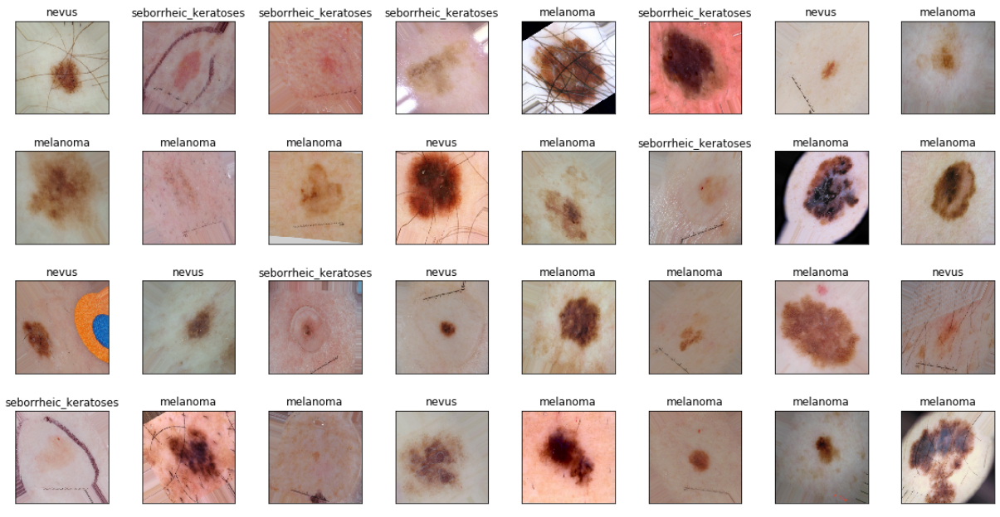 nevus seborrheic_keratoses seborrheic_keratoses seborrheic_keratoses melanoma seborrheic_keratoses nevus melanoma
melanoma melanoma melanoma nevus melanoma seborrheic_keratoses melanoma melanoma
nevus nevus seborrheic_keratoses nevus melanoma melanoma melanoma nevus
seborrheic_keratoses melanoma melanoma nevus melanoma melanoma melanoma melanoma